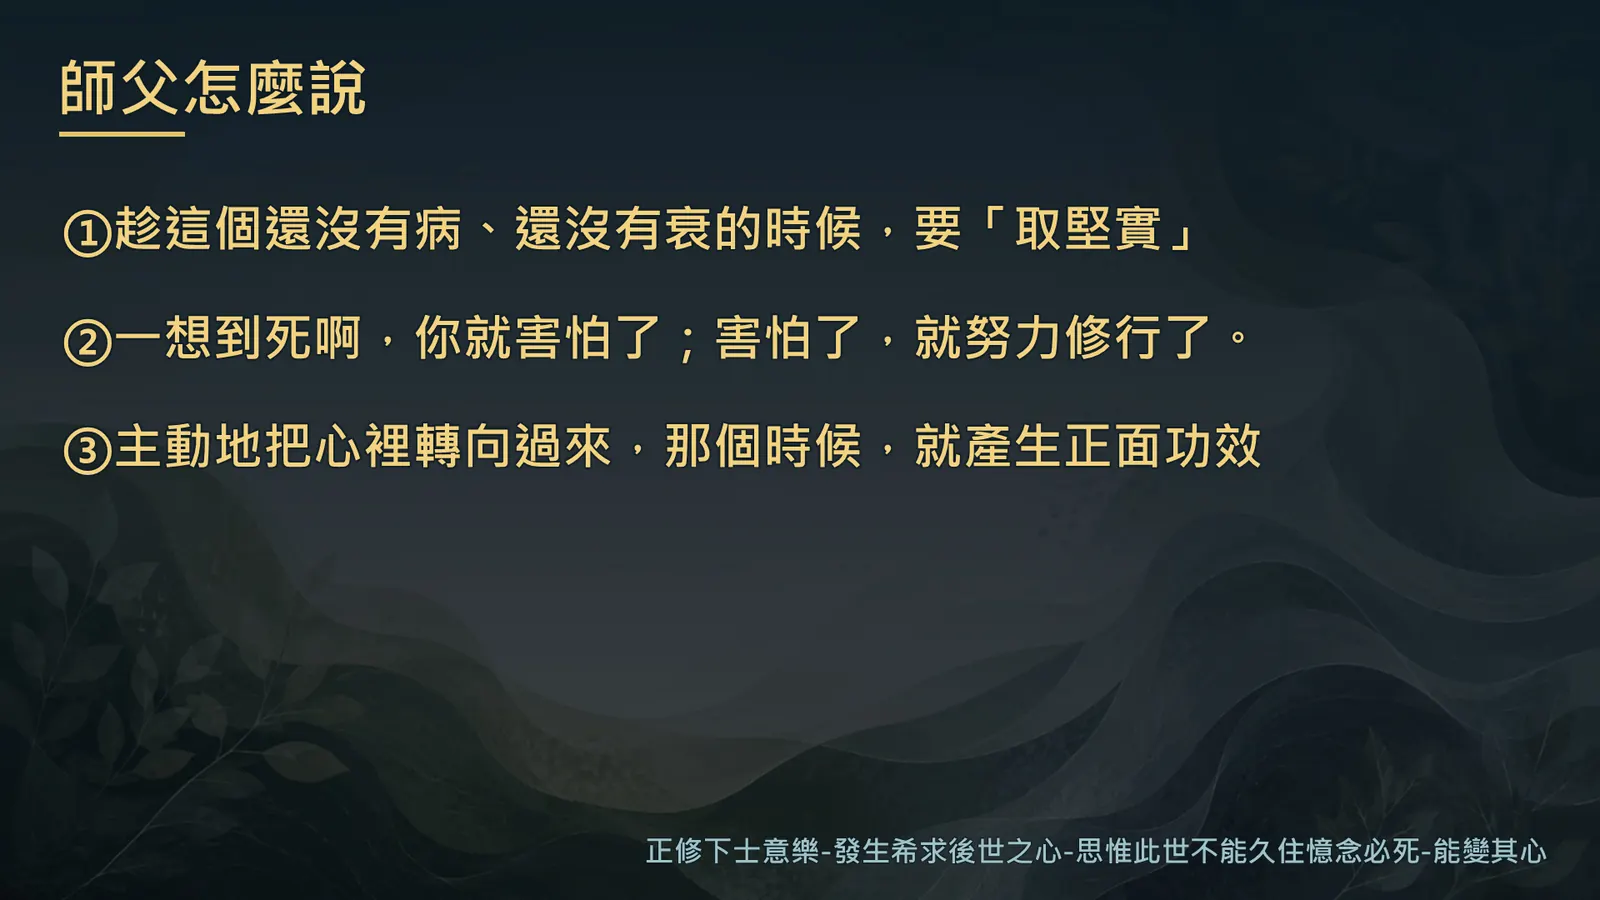 師父怎麼說
①趁這個還沒有病、還沒有衰的時候，要「取堅實」
②一想到死啊，你就害怕了；害怕了，就努力修行了。
③主動地把心裡轉向過來，那個時候，就產生正面功效
正修下士意樂-發生希求後世之心-思惟此世不能久住憶念必死-能變其心